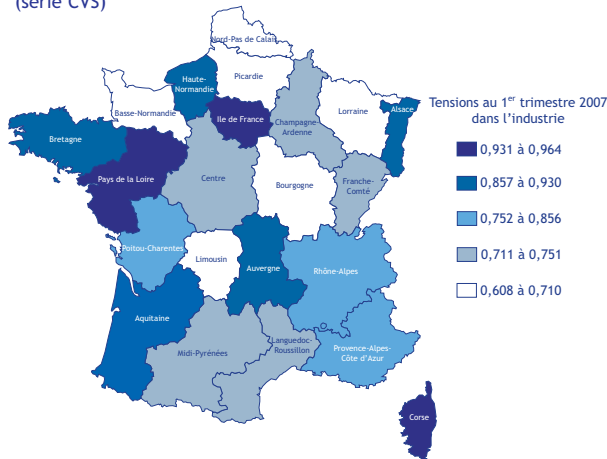 (série CVS)
Nord-Pas de Calais
Picardie
Haute-
Normandie
Basse-Normandie
Ile de France
Champagne-
Ardenne
Lorraine
Alsace
Bretagne
Pays de la Loire
Centre
Bourgogne
Franche-
Comté
Poitou-Charentes
Limousin
Auvergne
Rhône-Alpes
Aquitaine
Midi-Pyrénées
Languedoc-
Roussillon
Provence-Alpes-
Côte d'Azur
Corse
Tensions au 1er trimestre 2007
dans l'industrie
0,931 à 0,964
0,857 à 0,930
0,752 à 0,856
0,711 à 0,751
0,608 à 0,710